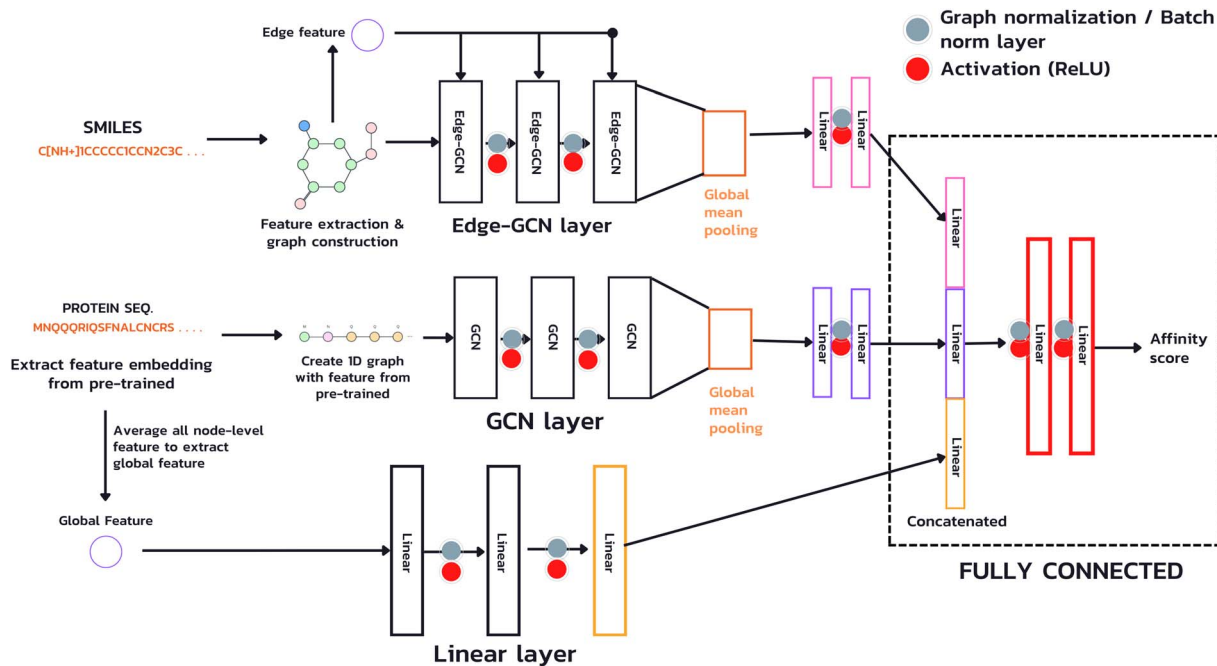 Graph normalization / Batch
norm layer
Activation (ReLU)
Edge feature
SMILES
C[NH+]1CCCCC1CCN2C3C . . .
Feature extraction &
graph construction
Edge-GCN
Edge-GCN
Edge-GCN
Edge-GCN layer
Global
mean
pooling
Linear
Linear
PROTEIN SEQ.
MNQQQRIQSFNALCNCRS . . . .
Extract feature embedding
from pre-trained
M N Q Q Q ...
Create 1D graph
with feature from
pre-trained
GCN
GCN
GCN
GCN layer
Global
mean
pooling
Linear
Linear
Average all node-level
feature to extract
global feature
Global Feature
Linear
Linear
Linear
Linear layer
Linear
Linear
Linear
Concatenated
Linear
Linear
Affinity
score
FULLY CONNECTED